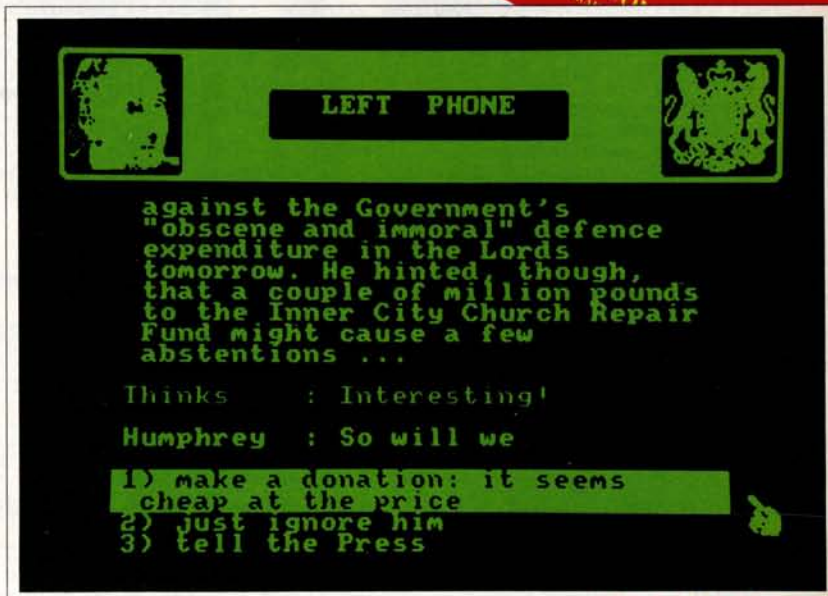 LEFT PHONE
against the Government's
"obscene and immoral" defence
expenditure in the Lords
tomorrow. He hinted, though,
that a couple of million pounds
to the Inner City Church Repair
Fund might cause a few
abstentions ...
Thinks : Interesting!
Humphrey : So will we
1) make a donation: it seems
cheap at the price
2) just ignore him
3) tell the Press